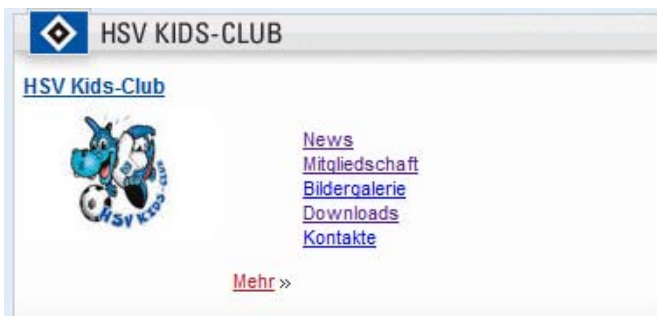 HSV KIDS-CLUB
HSV Kids-Club
HSV KIDS-CLUB
News
Mitgliedschaft
Bildergalerie
Downloads
Kontakte
Mehr »